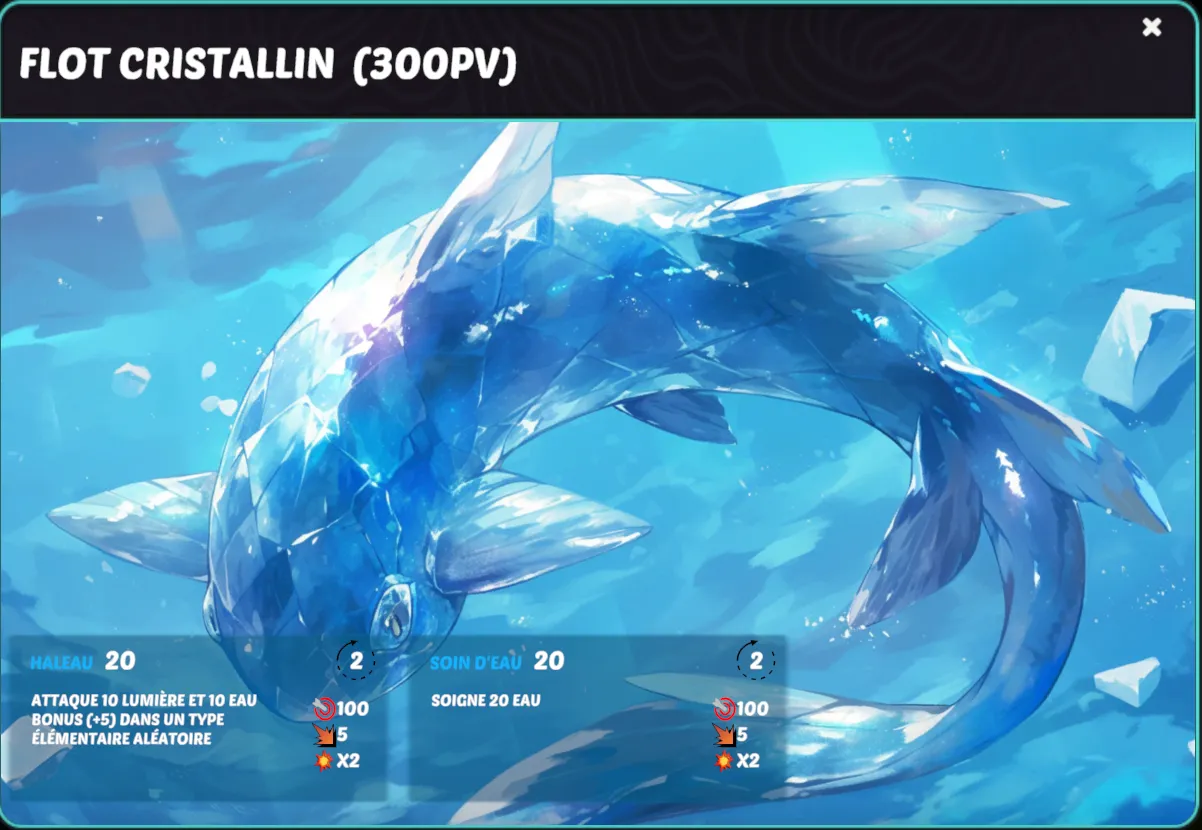 FLOT CRISTALLIN (300PV)
HALEAU 20
2
ATTAQUE 10 LUMIÈRE ET 10 EAU
BONUS (+5) DANS UN TYPE
ÉLÉMENTAIRE ALÉATOIRE
100
5
X2
SOIN D'EAU 20
2
SOIGNE 20 EAU
100
5
X2